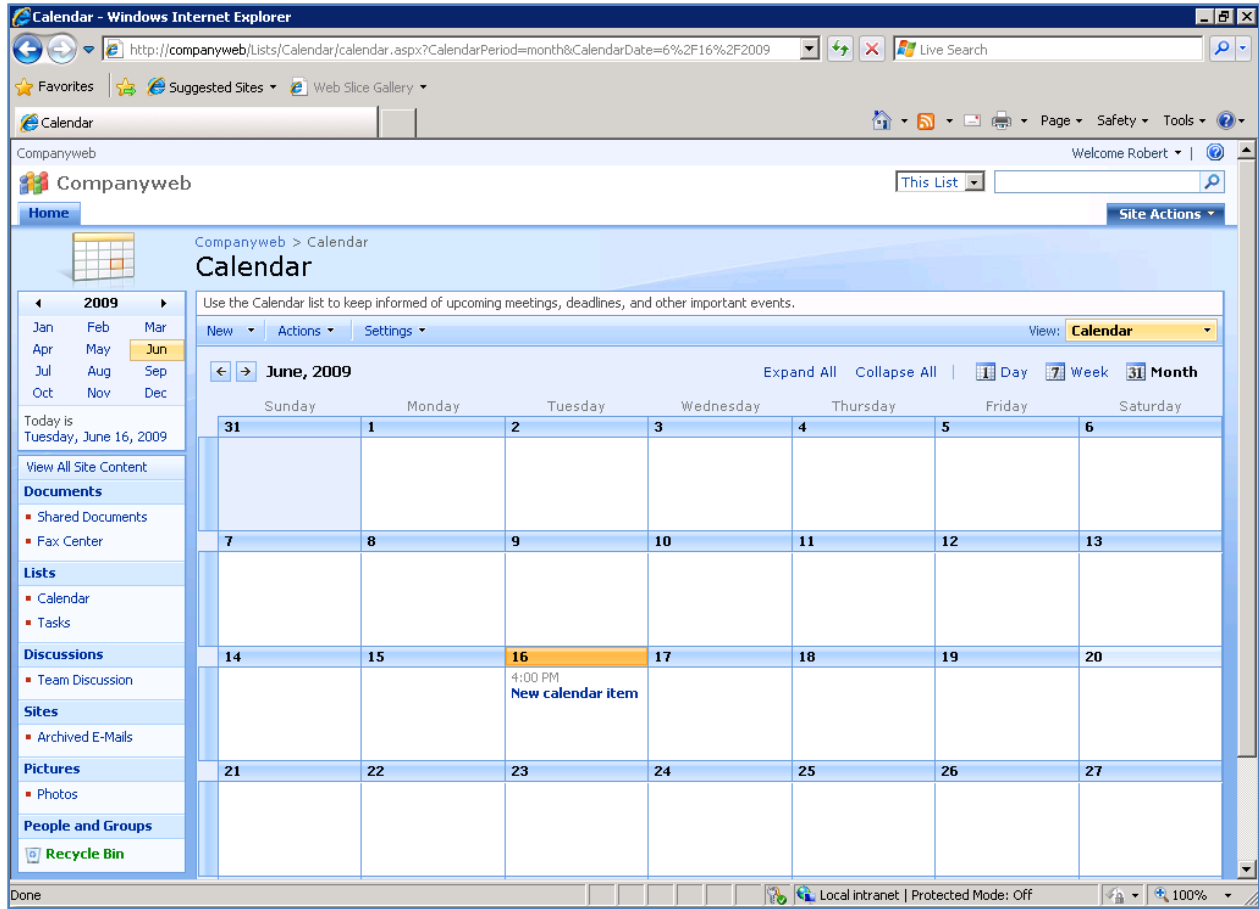 Calendar - Windows Internet Explorer
http://companyweb/Lists/Calendar/calendar.aspx?CalendarPeriod=month&CalendarDate=6%2F16%2F2009
Live Search
Favorites Suggested Sites Web Slice Gallery
Calendar Page Safety Tools
Companyweb Welcome Robert |
Companyweb This List
Home Site Actions
Companyweb > Calendar
Calendar
2009
Jan Feb Mar
Apr May Jun
Jul Aug Sep
Oct Nov Dec
Today is
Tuesday, June 16, 2009
View All Site Content
Documents
Shared Documents
Fax Center
Lists
Calendar
Tasks
Discussions
Team Discussion
Sites
Archived E-Mails
Pictures
Photos
People and Groups
Recycle Bin
Use the Calendar list to keep informed of upcoming meetings, deadlines, and other important events.
New Actions Settings View: Calendar
June, 2009 Expand All Collapse All | 1 Day 7 Week 31 Month
Sunday Monday Tuesday Wednesday Thursday Friday Saturday
31 1 2 3 4 5 6
7 8 9 10 11 12 13
14 15 16 17 18 19 20
4:00 PM
New calendar item
21 22 23 24 25 26 27
Done Local intranet | Protected Mode: Off 100%